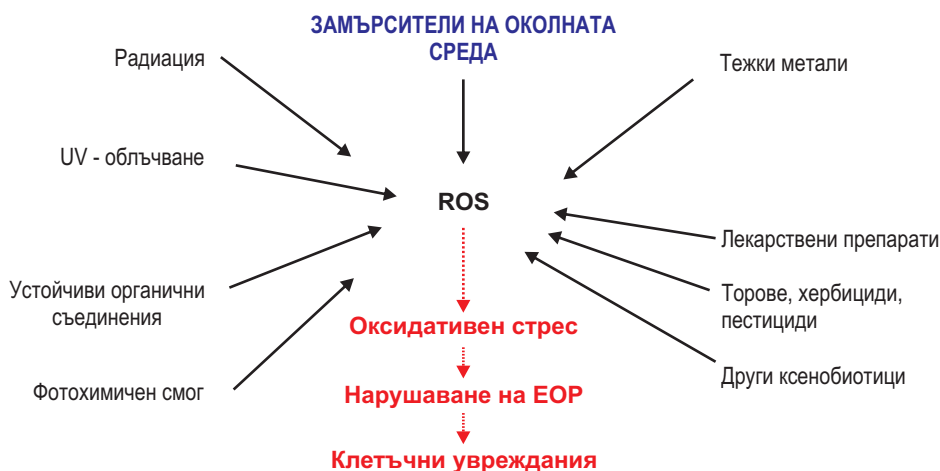 ЗАМЪРСИТЕЛИ НА ОКОЛНАТА
СРЕДА
Радиация
Тежки метали
UV - облъчване
ROS
Лекарствени препарати
Устойчиви органични
съединения
Торове, хербициди,
пестициди
Оксидативен стрес
Други ксенобиотици
Фотохимичен смог
Нарушаване на ЕОР
Клетъчни увреждания